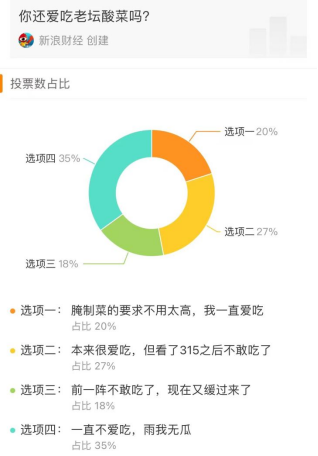 你还爱吃老坛酸菜吗?
新浪财经 创建
投票数占比
选项一 20%
选项四 35%
选项二 27%
选项三 18%
选项一： 腌制菜的要求不用太高，我一直爱吃
占比 20%
选项二： 本来很爱吃，但看了315之后不敢吃了
占比 27%
选项三： 前一阵不敢吃了，现在又缓过来了
占比 18%
选项四： 一直不爱吃，雨我无瓜
占比 35%